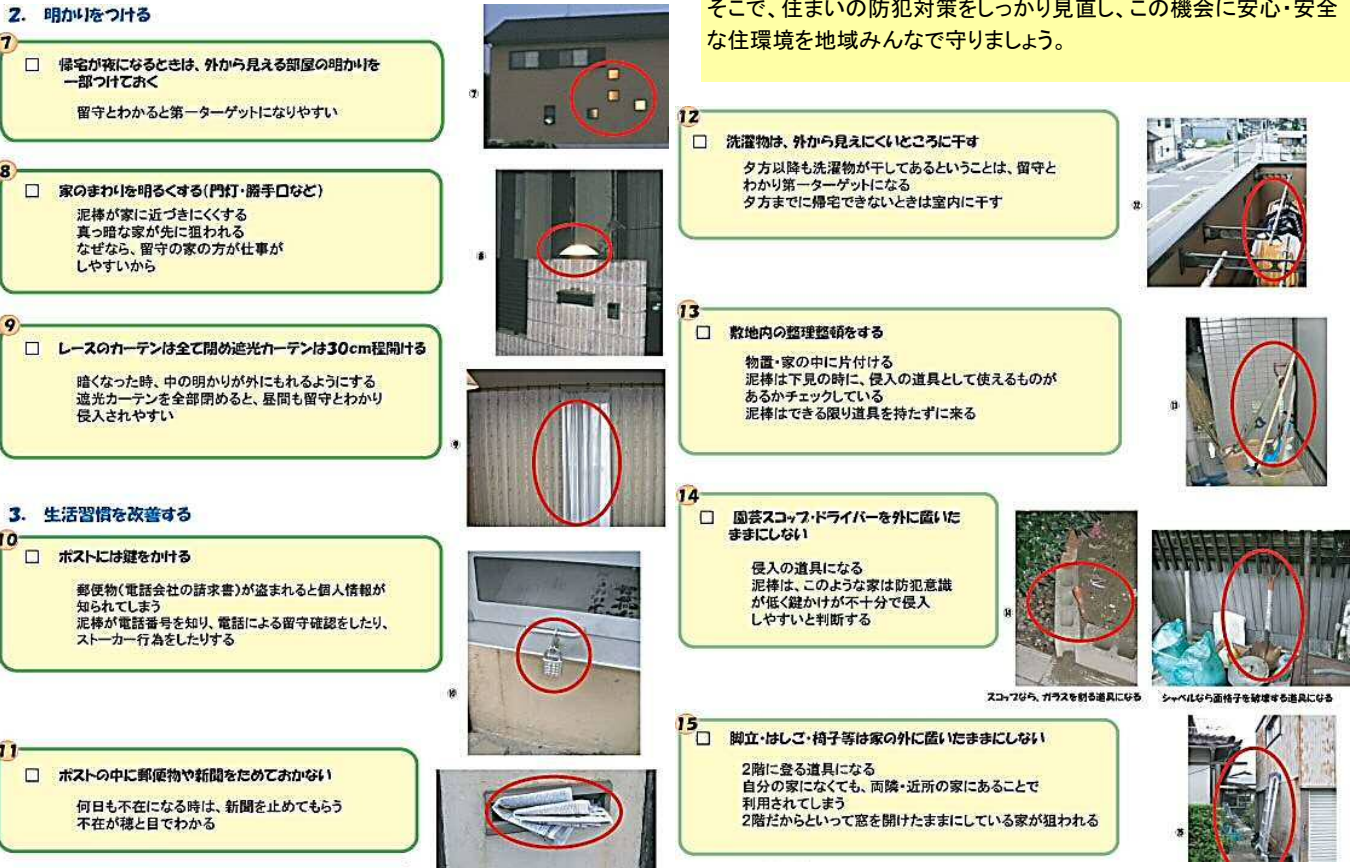 2. 明かりをつける
7
□ 帰宅が夜になるときは、外から見える部屋の明かりを
一部つけておく
留守とわかると第一ターゲットになりやすい
⑦
8
□ 家のまわりを明るくする(門灯・勝手口など)
泥棒が家に近づきにくくする
真っ暗な家が先に狙われる
なぜなら、留守の家の方が仕事が
しやすいから
⑧
9
□ レースのカーテンは全て閉め遮光カーテンは30cm程開ける
暗くなった時、中の明かりが外にもれるようにする
遮光カーテンを全部閉めると、昼間も留守とわかり
侵入されやすい
⑨
3. 生活習慣を改善する
10
□ ポストには鍵をかける
郵便物(電話会社の請求書)が盗まれると個人情報が
知られてしまう
泥棒が電話番号を知り、電話による留守確認をしたり、
ストーカー行為をしたりする
⑩
11
□ ポストの中に郵便物や新聞をためておかない
何日も不在になる時は、新聞を止めてもらう
不在が穂と目でわかる
そこで、住まいの防犯対策をしっかり見直し、この機会に安心・安全
な住環境を地域みんなで守りましょう。
12
□ 洗濯物は、外から見えにくいところに干す
夕方以降も洗濯物が干してあるということは、留守と
わかり第一ターゲットになる
夕方までに帰宅できないときは室内に干す
⑫
13
□ 敷地内の整理整頓をする
物置・家の中に片付ける
泥棒は下見の時に、侵入の道具として使えるものが
あるかチェックしている
泥棒はできる限り道具を持たずに来る
⑬
14
□ 園芸スコップ・ドライバーを外に置いた
ままにしない
侵入の道具になる
泥棒は、このような家は防犯意識
が低く鍵かけが不十分で侵入
しやすいと判断する
⑭
スコップなら、ガラスを割る道具になる
シャベルなら面格子を破壊する道具になる
15
□ 脚立・はしご・椅子等は家の外に置いたままにしない
2階に登る道具になる
自分の家になくても、両隣・近所の家にあることで
利用されてしまう
2階だからといって窓を開けたままにしている家が狙われる
⑮